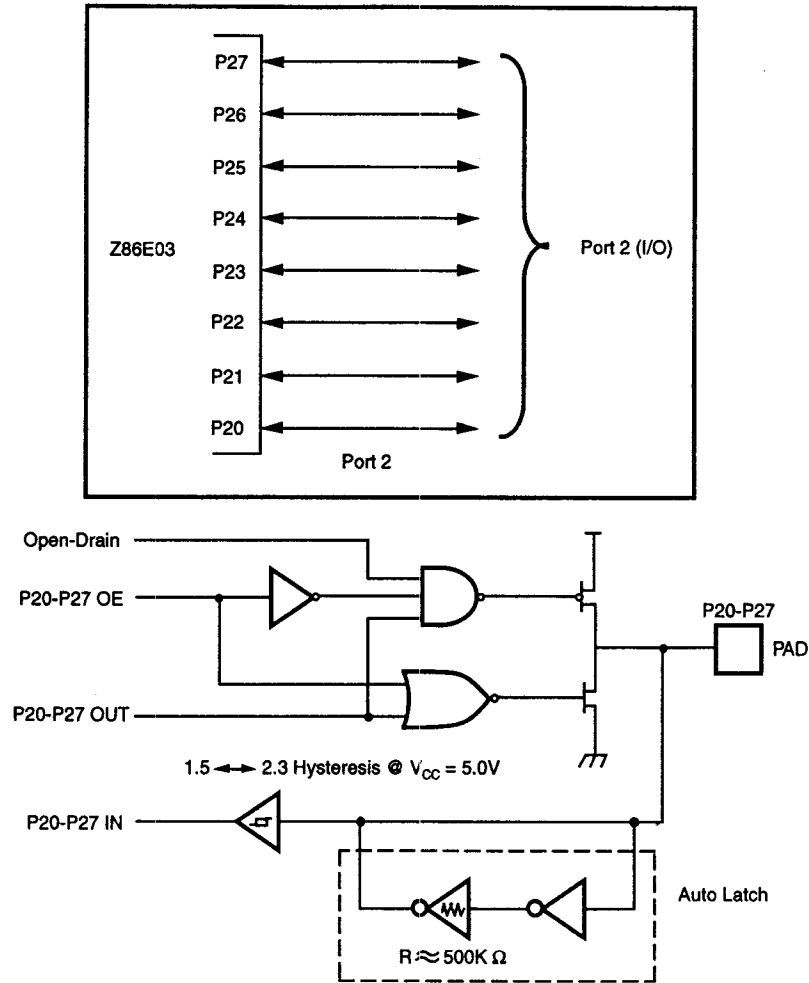 P27
P26
P25
P24
Z86E03
Port 2 (I/O)
P23
P22
P21
P20
Port 2
Open-Drain
P20-P27 OE
P20-P27
PAD
P20-P27 OUT
1.5 ◄─► 2.3 Hysteresis @ VCC = 5.0V
P20-P27 IN
Auto Latch
R ≈ 500K Ω